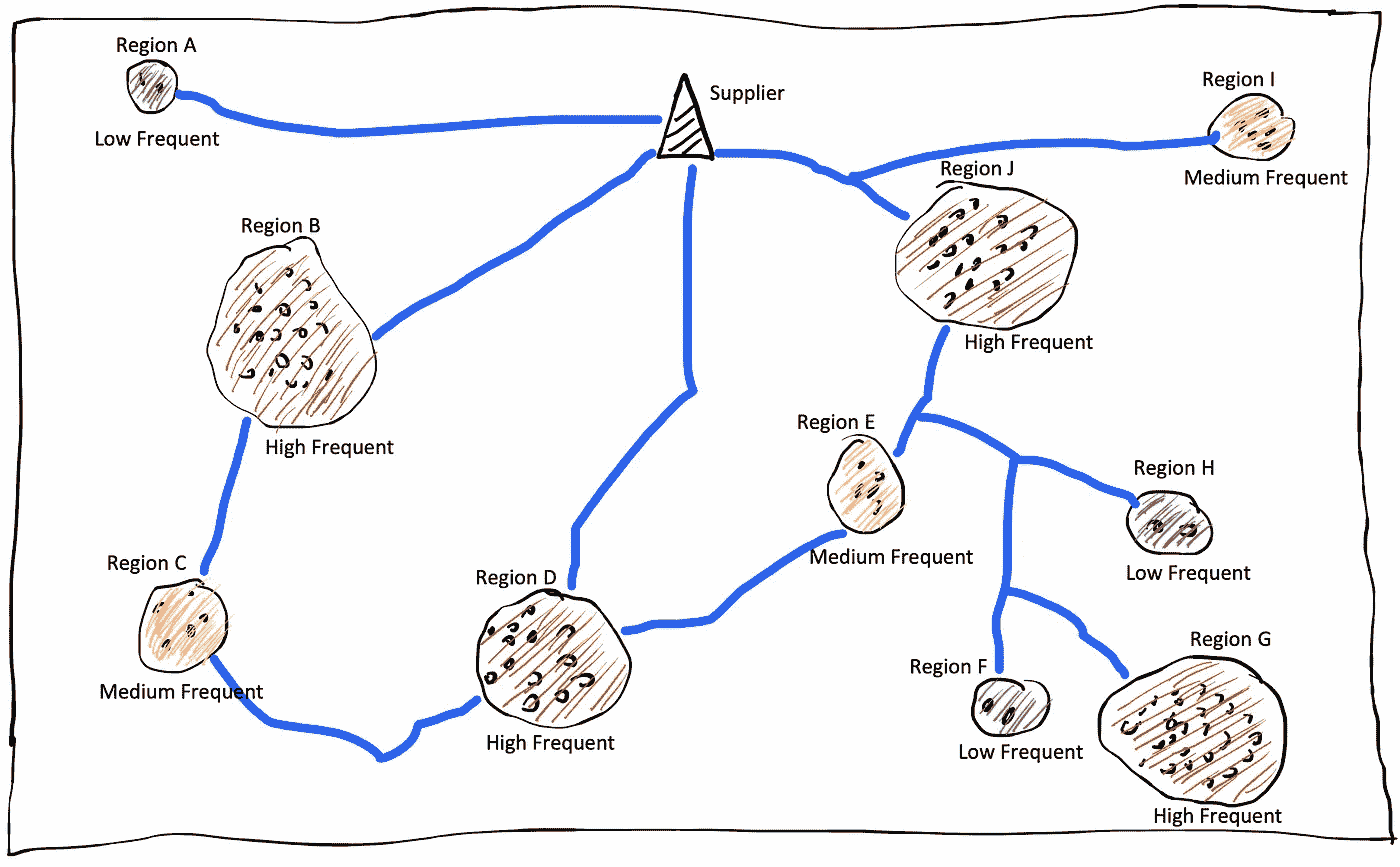 Region A
Low Frequent
Supplier
Region I
Medium Frequent
Region J
High Frequent
Region B
High Frequent
Region E
Medium Frequent
Region H
Low Frequent
Region C
Medium Frequent
Region D
High Frequent
Region F
Low Frequent
Region G
High Frequent